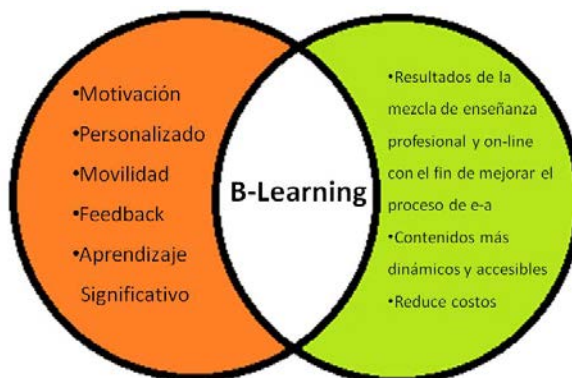 •Motivación
•Personalizado
•Movilidad
•Feedback
•Aprendizaje
Significativo
B-Learning
•Resultados de la
mezcla de enseñanza
profesional y on-line
con el fin de mejorar el
proceso de e-a
•Contenidos más
dinámicos y accesibles
•Reduce costos